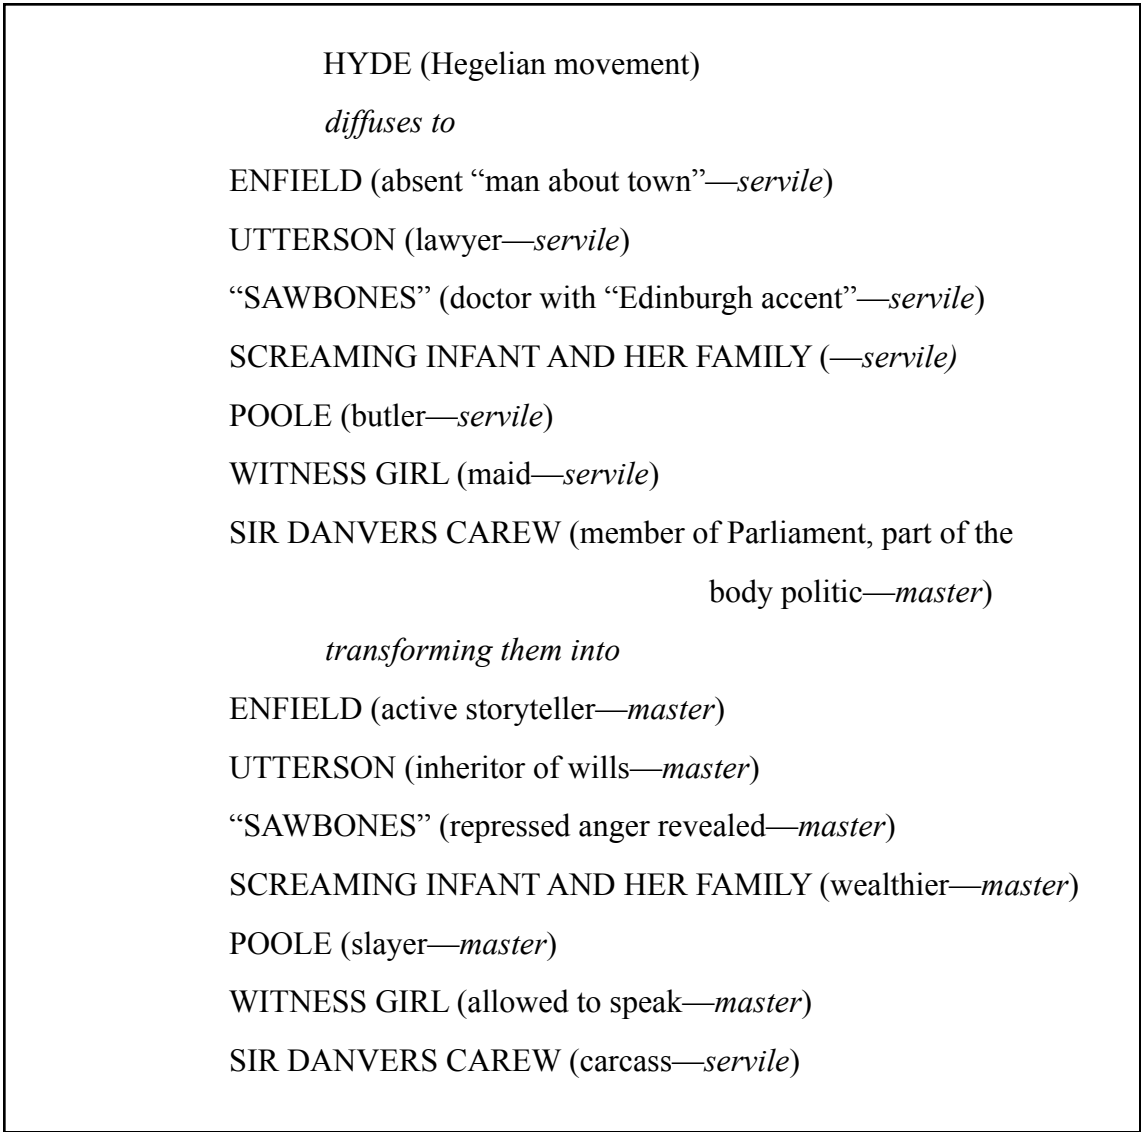 HYDE (Hegelian movement)
diffuses to
ENFIELD (absent “man about town”—servile)
UTTERSON (lawyer—servile)
“SAWBONES” (doctor with “Edinburgh accent”—servile)
SCREAMING INFANT AND HER FAMILY (—servile)
POOLE (butler—servile)
WITNESS GIRL (maid—servile)
SIR DANVERS CAREW (member of Parliament, part of the
body politic—master)
transforming them into
ENFIELD (active storyteller—master)
UTTERSON (inheritor of wills—master)
“SAWBONES” (repressed anger revealed—master)
SCREAMING INFANT AND HER FAMILY (wealthier—master)
POOLE (slayer—master)
WITNESS GIRL (allowed to speak—master)
SIR DANVERS CAREW (carcass—servile)